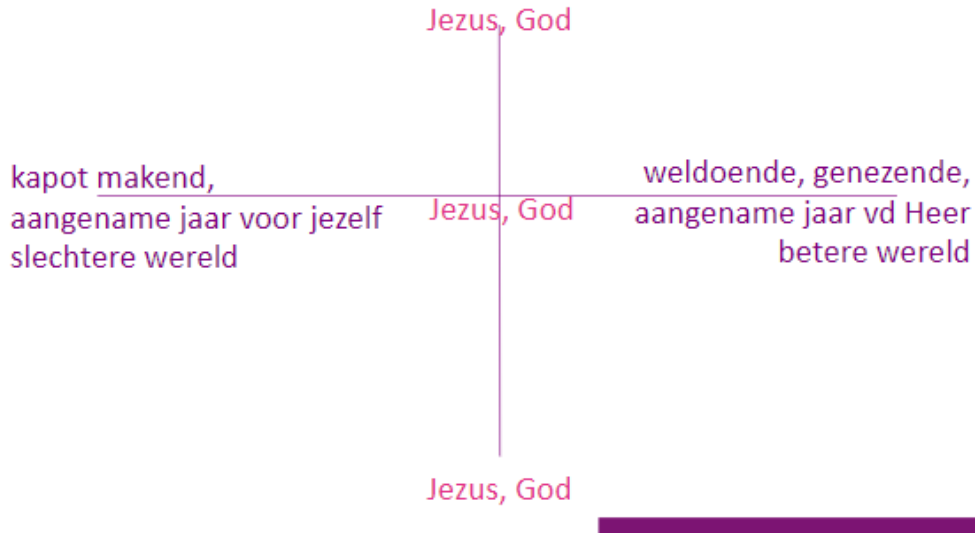 Jezus, God
kapot makend,
aangename jaar voor jezelf
slechtere wereld
Jezus, God
weldoende, genezende,
aangename jaar vd Heer
betere wereld
Jezus, God